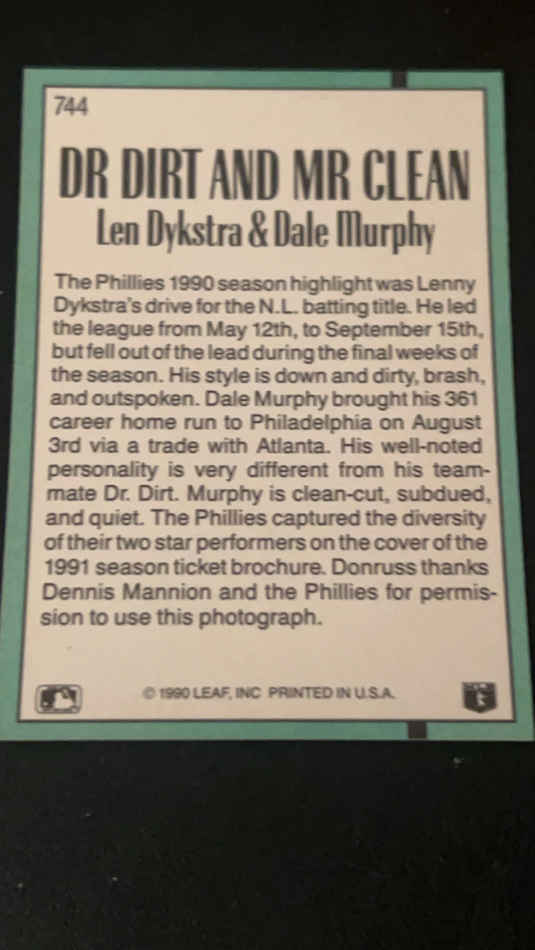 744
DR DIRT AND MR CLEAN
Len Dykstra & Dale Murphy
The Phillies 1990 season highlight was Lenny
Dykstra's drive for the N.L. batting title. He led
the league from May 12th, to September 15th,
but fell out of the lead during the final weeks of
the season. His style is down and dirty, brash,
and outspoken. Dale Murphy brought his 361
career home run to Philadelphia on August
3rd via a trade with Atlanta. His well-noted
personality is very different from his team-
mate Dr. Dirt. Murphy is clean-cut, subdued,
and quiet. The Phillies captured the diversity
of their two star performers on the cover of the
1991 season ticket brochure. Donruss thanks
Dennis Mannion and the Phillies for permis-
sion to use this photograph.
© 1990 LEAF, INC PRINTED IN U.S.A.